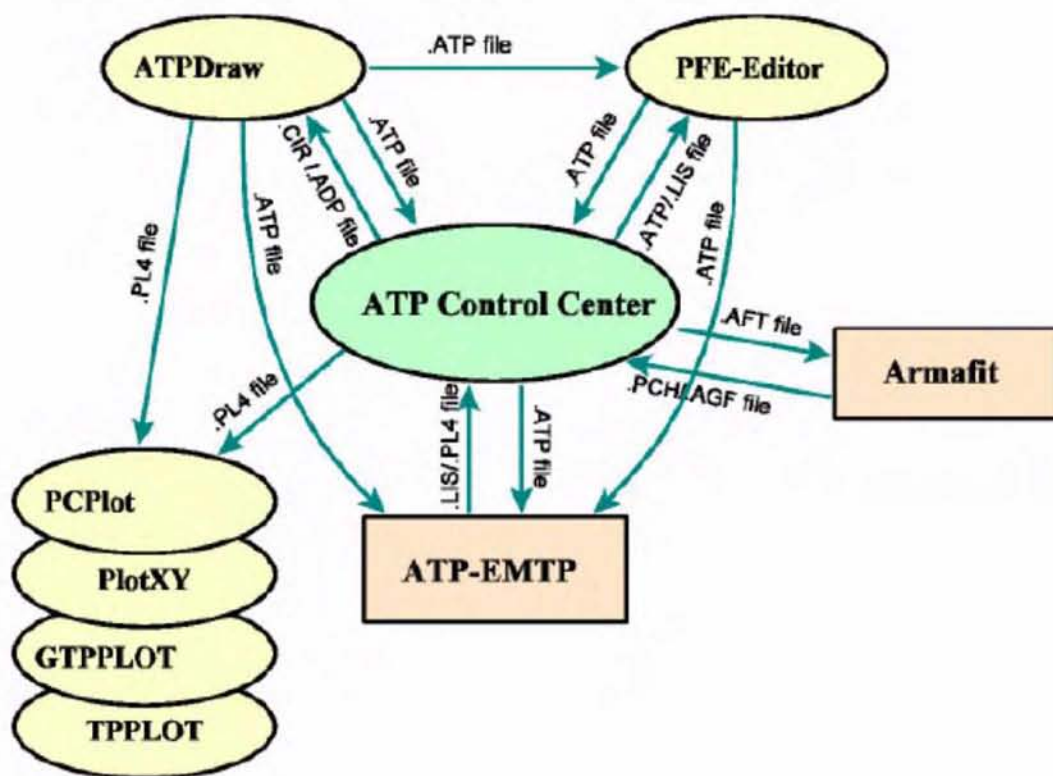 .ATP file
ATPDraw
PFE-Editor
.ATP file
.CIR / .ADP file
.ATP file
.ATP/.LIS file
.PL4 file
.ATP file
.ATP file
ATP Control Center
.AFT file
Armafit
.PCH/.AGF file
.PL4 file
.LIS/.PL4 file
.ATP file
PCPlot
ATP-EMTP
PlotXY
GTPPLOT
TPPLOT